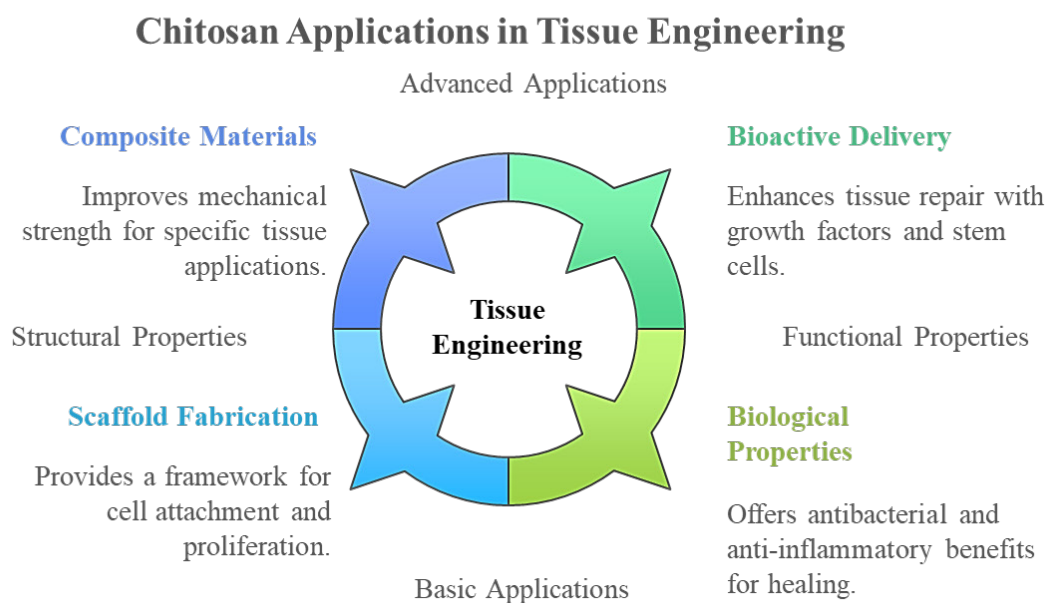 Chitosan Applications in Tissue Engineering
Advanced Applications
Composite Materials
Improves mechanical
strength for specific tissue
applications.
Bioactive Delivery
Enhances tissue repair with
growth factors and stem
cells.
Structural Properties
Tissue
Engineering
Functional Properties
Scaffold Fabrication
Provides a framework for
cell attachment and
proliferation.
Biological
Properties
Offers antibacterial and
anti-inflammatory benefits
for healing.
Basic Applications